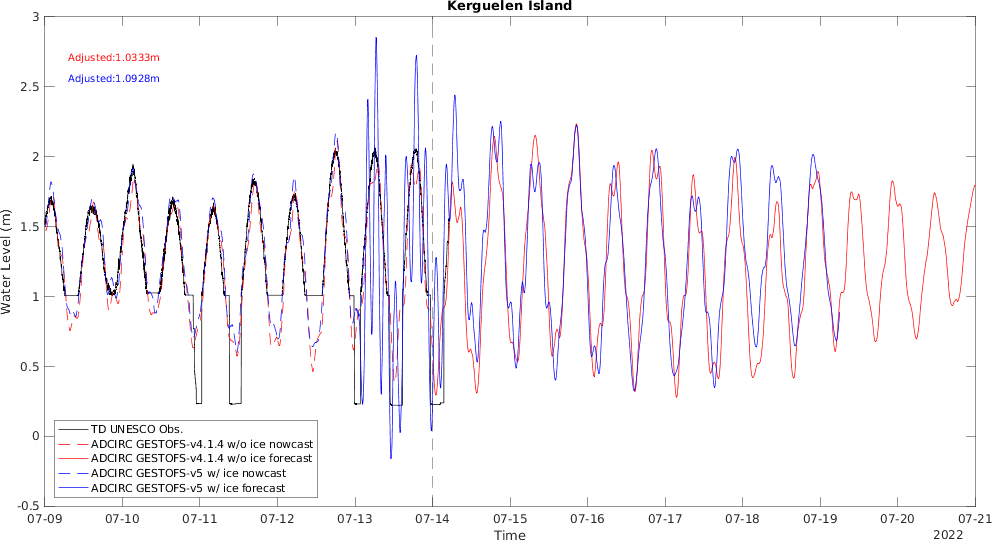 Kerguelen Island
3
Adjusted:1.0333m
Adjusted:1.0928m
2.5
2
1.5
1
0.5
0
-0.5
Water Level (m)
TD UNESCO Obs.
ADCIRC GESTOFS-v4.1.4 w/o ice nowcast
ADCIRC GESTOFS-v4.1.4 w/o ice forecast
ADCIRC GESTOFS-v5 w/ ice nowcast
ADCIRC GESTOFS-v5 w/ ice forecast
07-09 07-10 07-11 07-12 07-13 07-14 07-15 07-16 07-17 07-18 07-19 07-20 07-21
Time
2022